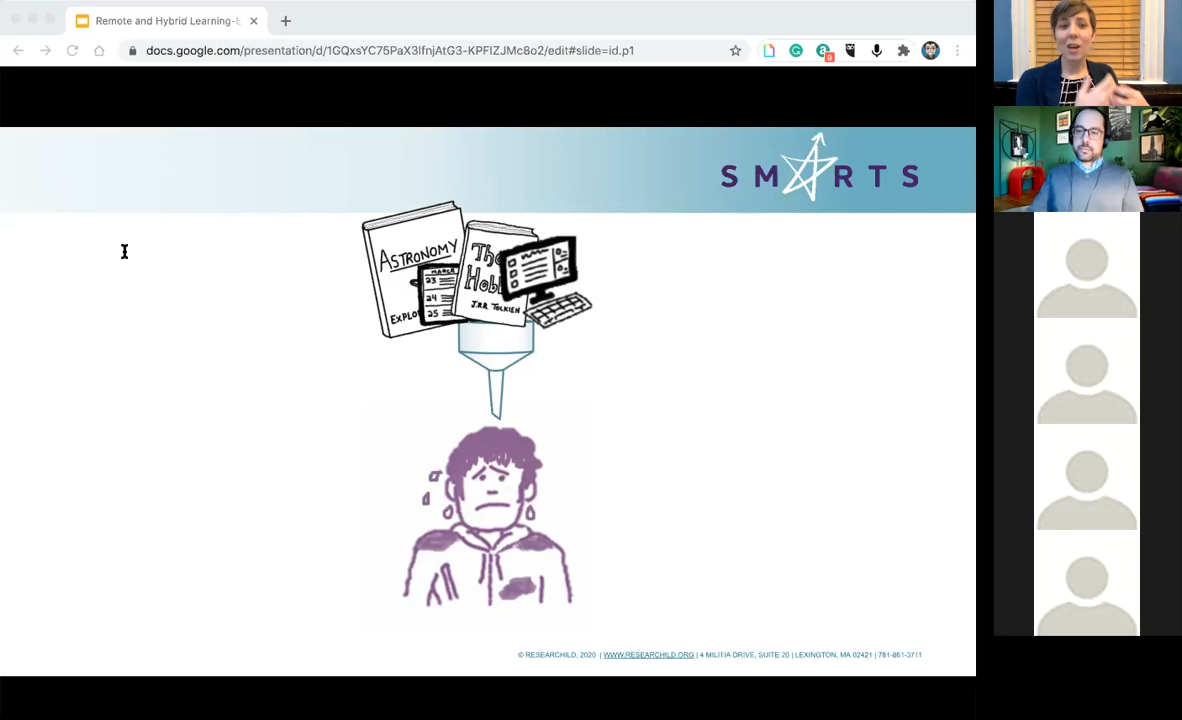 Remote and Hybrid Learning-E
docs.google.com/presentation/d/1GQxsYC75PaX3lfnjAtG3-KPFIZJMc8o2/edit#slide=id.p1
SMARTS
ASTRONOMY
MARCH
23
24
25
EXPLO
The
Hobb
J.R.R. TOLKIEN
© RESEARCHILD, 2020 | WWW.RESEARCHILD.ORG | 4 MILITIA DRIVE, SUITE 20 | LEXINGTON, MA 02421 | 781-861-3711